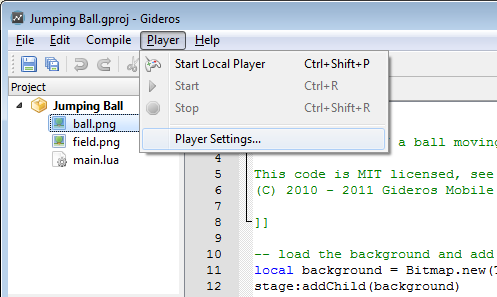 Jumping Ball.gproj - Gideros
File Edit Compile Player Help
Start Local Player Ctrl+Shift+P
Start Ctrl+R
Stop Ctrl+Shift+R
Player Settings...
Project
Jumping Ball
ball.png
field.png
main.lua
a ball moving
4
5 This code is MIT licensed, see
6 (C) 2010 - 2011 Gideros Mobile
7
8 ]]
9
10 -- load the background and add
11 local background = Bitmap.new(
12 stage:addChild(background)